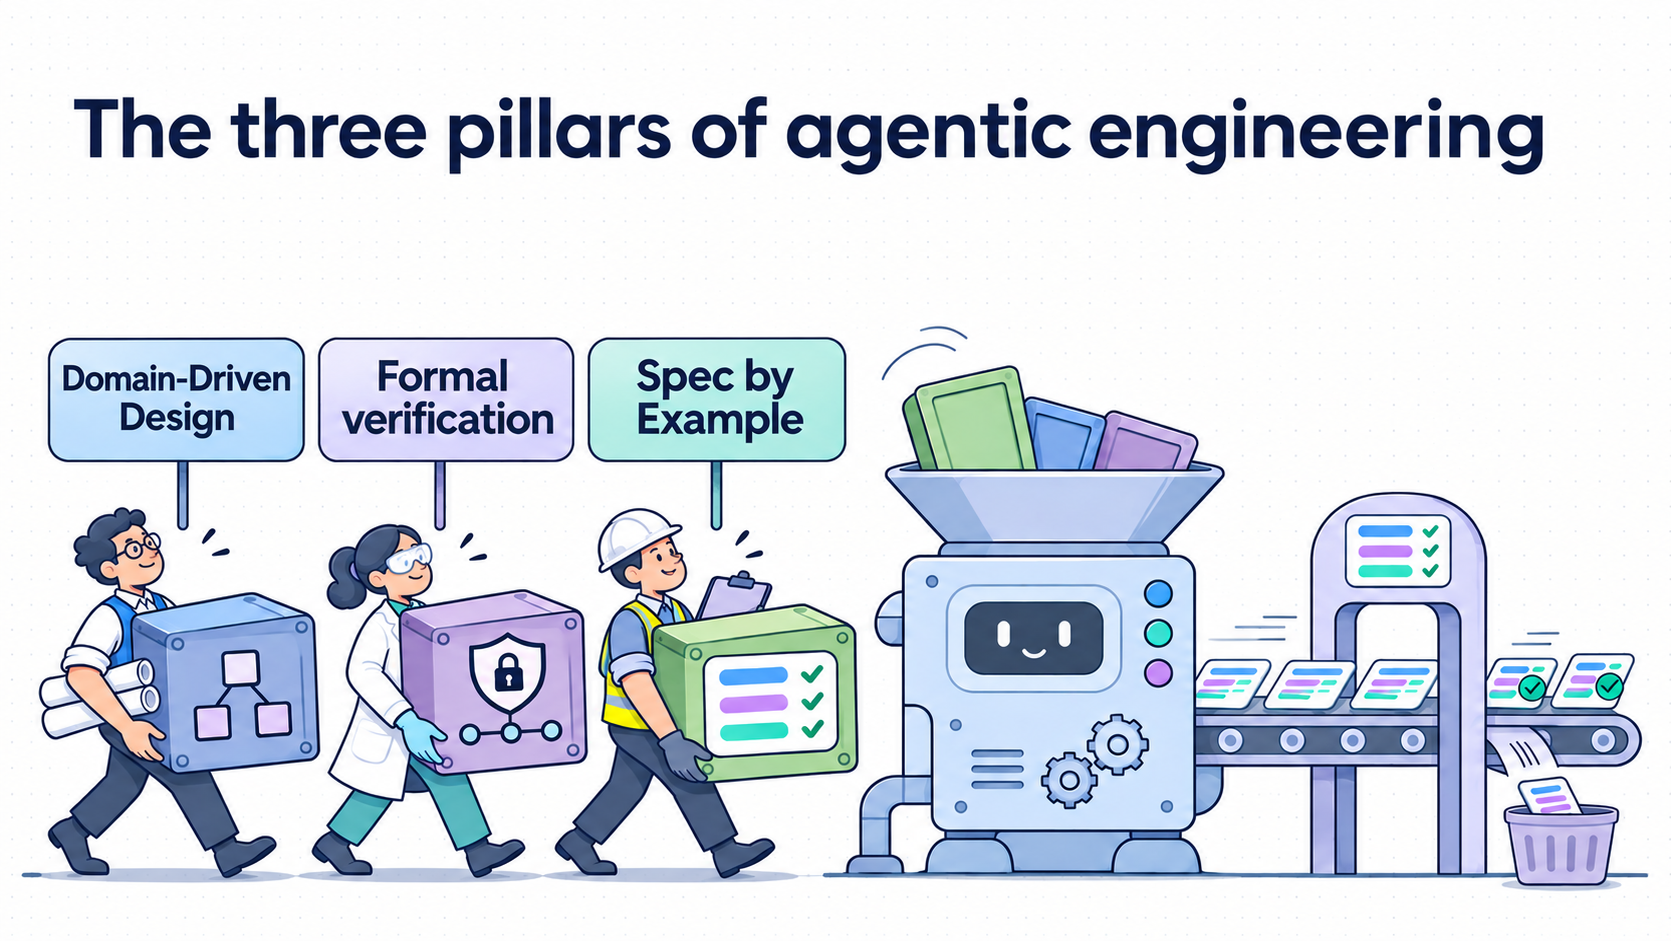 The three pillars of agentic engineering
Domain-Driven
Design
Formal
verification
Spec by
Example